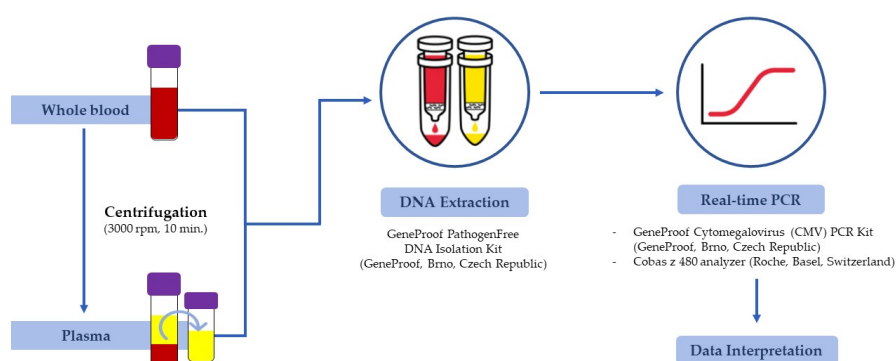 Whole blood
Centrifugation
(3000 rpm, 10 min.)
Plasma
DNA Extraction
GeneProof PathogenFree
DNA Isolation Kit
(GeneProof, Brno, Czech Republic)
Real-time PCR
- GeneProof Cytomegalovirus (CMV) PCR Kit
(GeneProof, Brno, Czech Republic)
- Cobas z 480 analyzer (Roche, Basel, Switzerland)
Data Interpretation